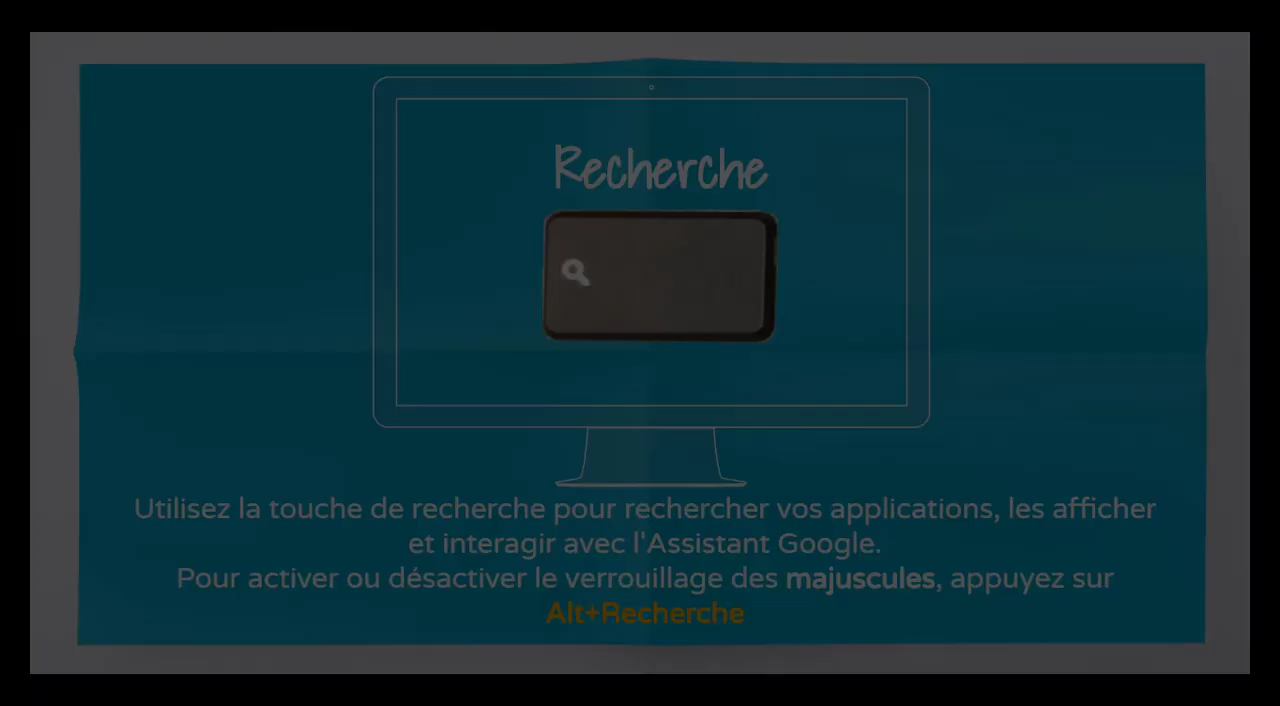 Recherche
Utilisez la touche de recherche pour rechercher vos applications, les afficher
et interagir avec l'Assistant Google.
Pour activer ou désactiver le verrouillage des majuscules, appuyez sur
Alt+Recherche